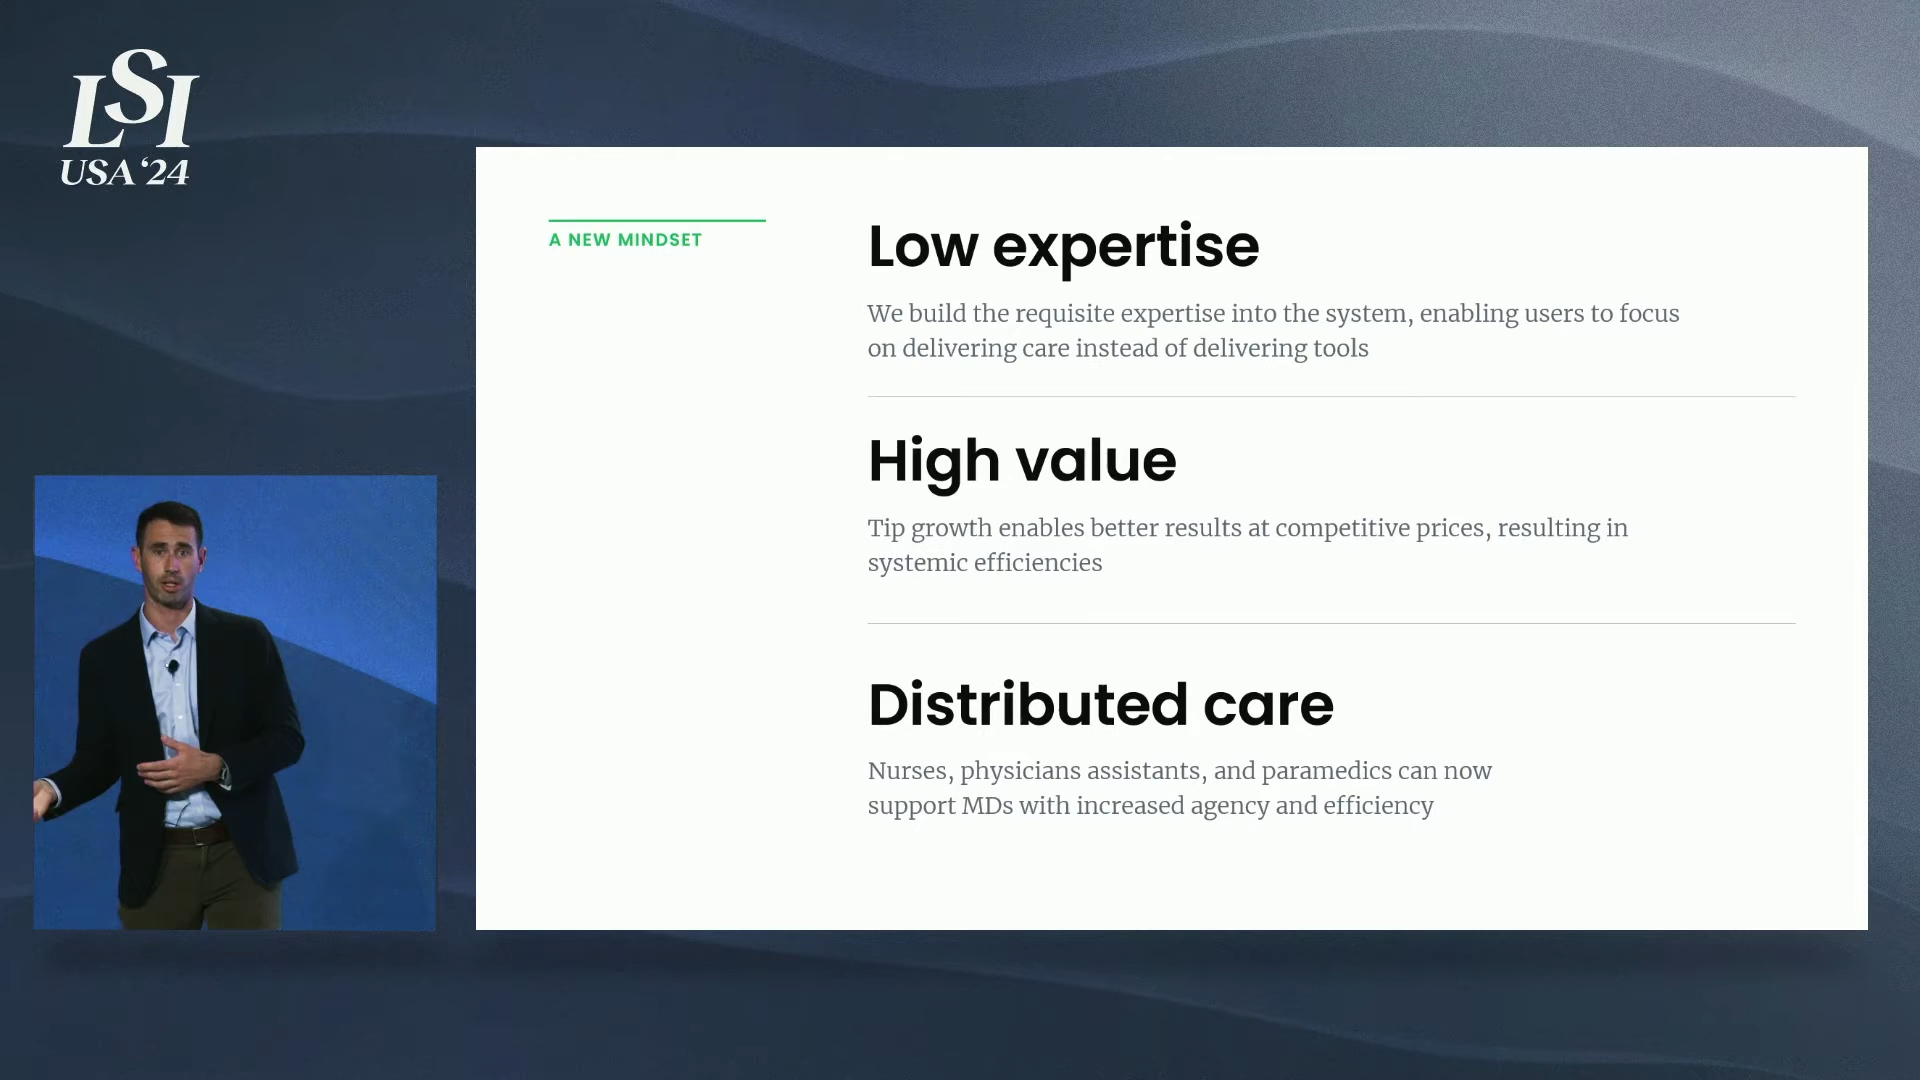 LSI
USA ‘24
A NEW MINDSET
Low expertise
We build the requisite expertise into the system, enabling users to focus
on delivering care instead of delivering tools
High value
Tip growth enables better results at competitive prices, resulting in
systemic efficiencies
Distributed care
Nurses, physicians assistants, and paramedics can now
support MDs with increased agency and efficiency